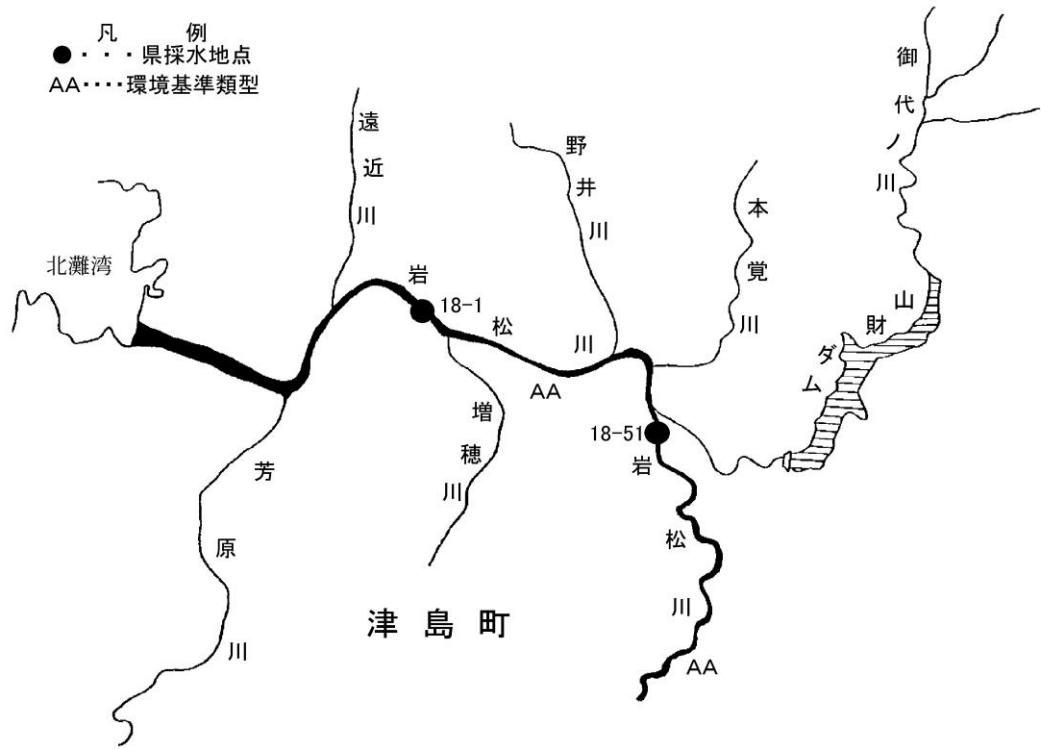 凡 例
●・・・県採水地点
AA‥‥環境基準類型
御代ノ川
遠近川
野井川
本覚川
北灘湾
岩松川
18-1
AA
山財ダム
増穂川
18-51
岩松川
AA
芳原川
津島町